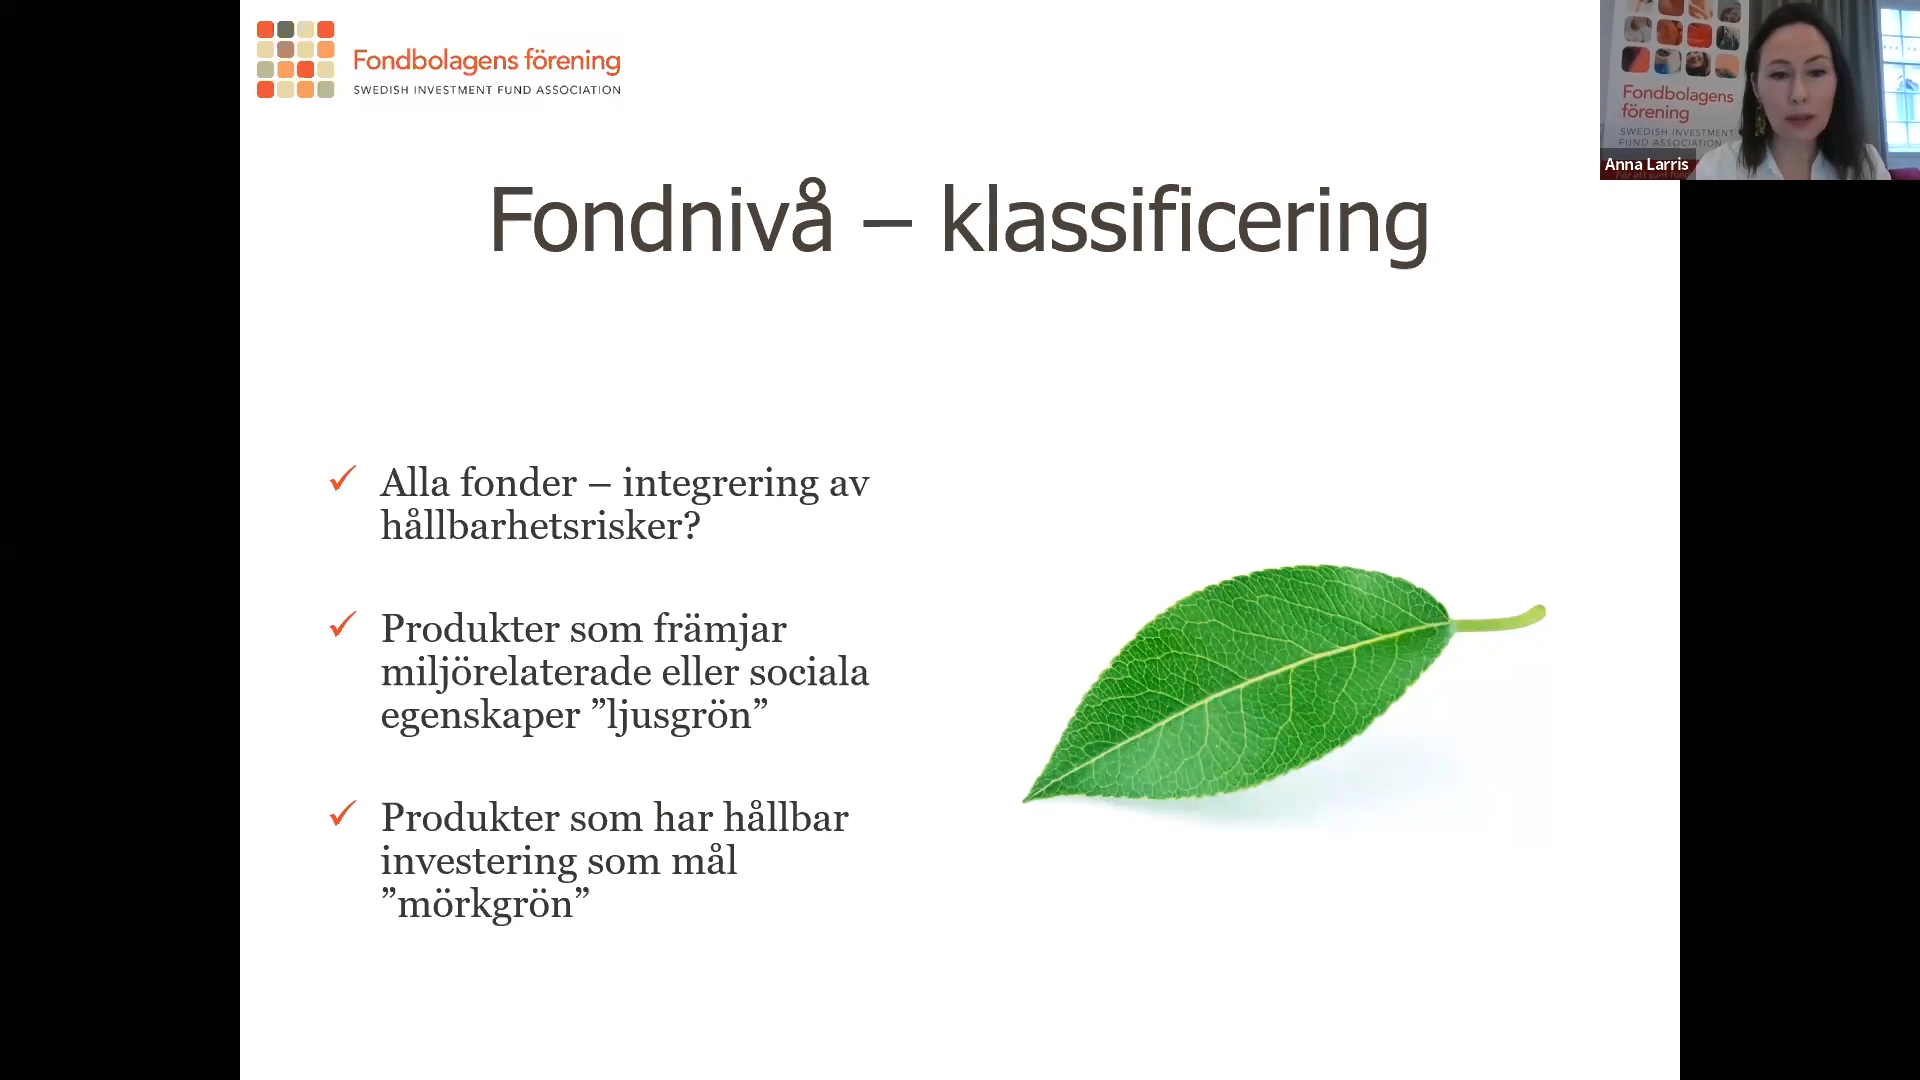 Fondbolagens förening
SWEDISH INVESTMENT FUND ASSOCIATION
Fondbolagens
förening
SWEDISH INVESTMENT
FUND ASSOCIATION
Anna Larris
Fondnivå – klassificering
✓ Alla fonder – integrering av
hållbarhetsrisker?
✓ Produkter som främjar
miljörelaterade eller sociala
egenskaper ”ljusgrön”
✓ Produkter som har hållbar
investering som mål
”mörkgrön”